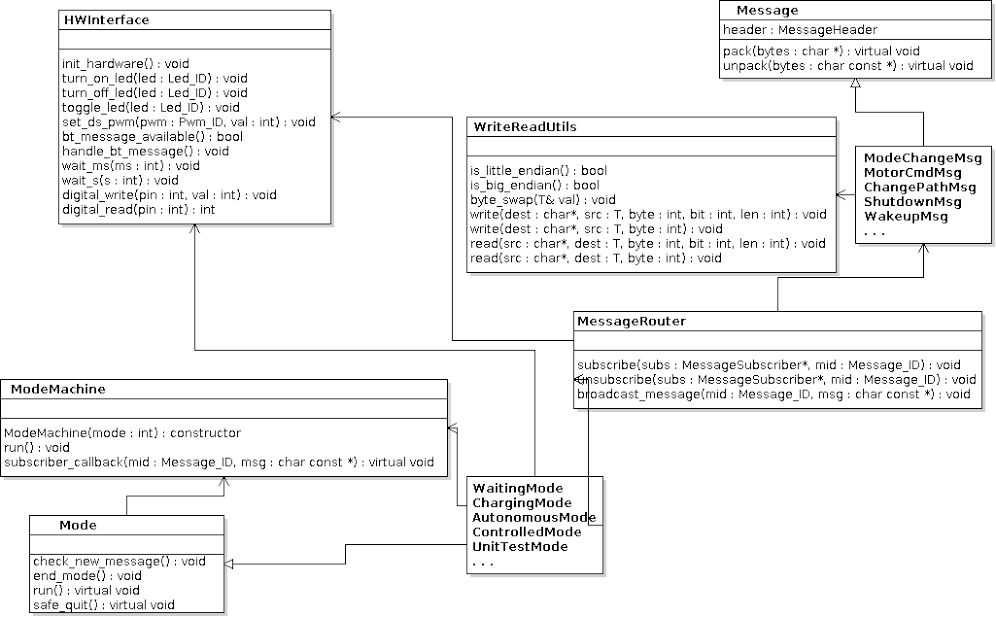 HWInterface
init_hardware() : void
turn_on_led(led : Led_ID) : void
turn_off_led(led : Led_ID) : void
toggle_led(led : Led_ID) : void
set_ds_pwm(pwm : Pwm_ID, val : int) : void
bt_message_available() : bool
handle_bt_message() : void
wait_ms(ms : int) : void
wait_s(s : int) : void
digital_write(pin : int, val : int) : void
digital_read(pin : int) : int
Message
header : MessageHeader
pack(bytes : char *) : virtual void
unpack(bytes : char const *) : virtual void
WriteReadUtils
is_little_endian() : bool
is_big_endian() : bool
byte_swap(T& val) : void
write(dest : char*, src : T, byte : int, bit : int, len : int) : void
write(dest : char*, src : T, byte : int) : void
read(src : char*, dest : T, byte : int, bit : int, len : int) : void
read(src : char*, dest : T, byte : int) : void
ModeChangeMsg
MotorCmdMsg
ChangePathMsg
ShutdownMsg
WakeupMsg
. . .
MessageRouter
subscribe(subs : MessageSubscriber*, mid : Message_ID) : void
unsubscribe(subs : MessageSubscriber*, mid : Message_ID) : void
broadcast_message(mid : Message_ID, msg : char const *) : void
ModeMachine
ModeMachine(mode : int) : constructor
run() : void
subscriber_callback(mid : Message_ID, msg : char const *) : virtual void
Mode
check_new_message() : void
end_mode() : void
run() : virtual void
safe_quit() : virtual void
WaitingMode
ChargingMode
AutonomousMode
ControlledMode
UnitTestMode
. . .